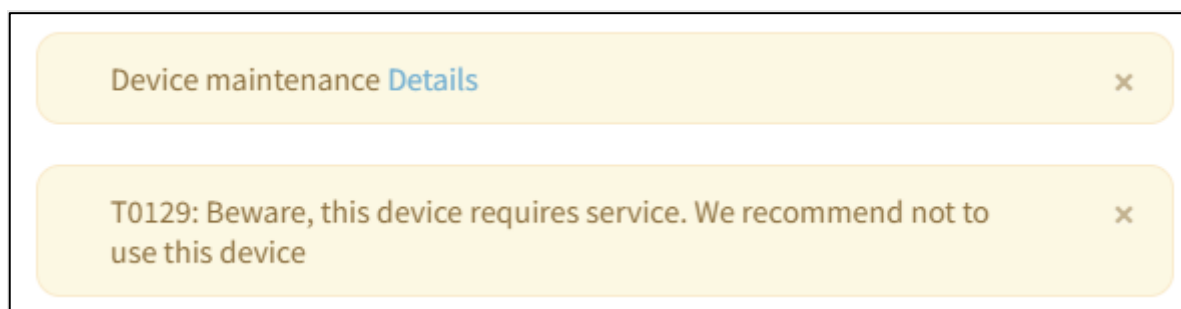 Device maintenance Details ×
T0129: Beware, this device requires service. We recommend not to ×
use this device